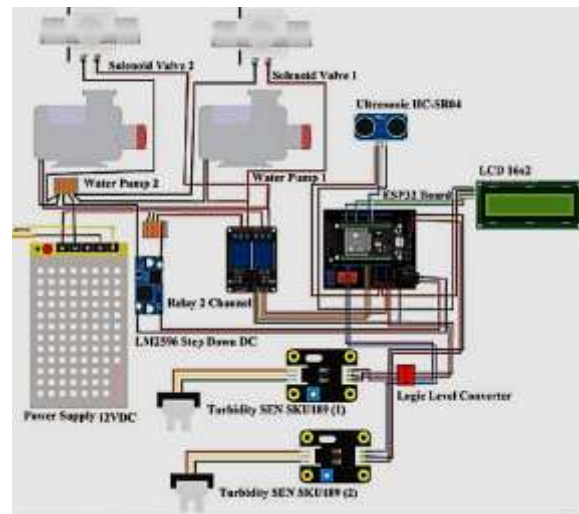 Solenoid Valve 2
Solenoid Valve 1
Ultrasonic HC-SR04
LCD 16x2
Water Pump 2
Water Pump 1
ESP32 Board
Relay 2 Channel
LM2596 Step Down DC
Power Supply 12VDC
Turbidity SEN SKU189 (1)
Logic Level Converter
Turbidity SEN SKU189 (2)